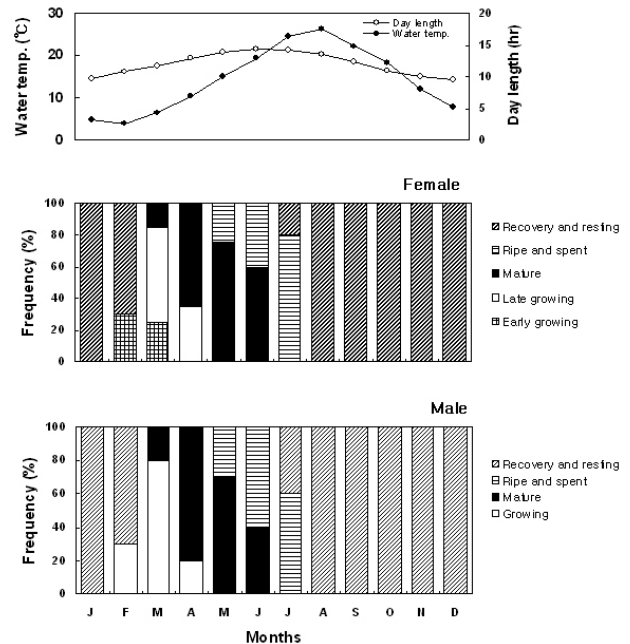 30
20
10
0
Water temp. (℃)
Day length
Water temp.
20
15
10
5
0
Day length (hr)
Female
100
80
60
40
20
0
Frequency (%)
Recovery and resting
Ripe and spent
Mature
Late growing
Early growing
Male
100
80
60
40
20
0
Frequency (%)
Recovery and resting
Ripe and spent
Mature
Growing
J F M A M J J A S O N D
Months